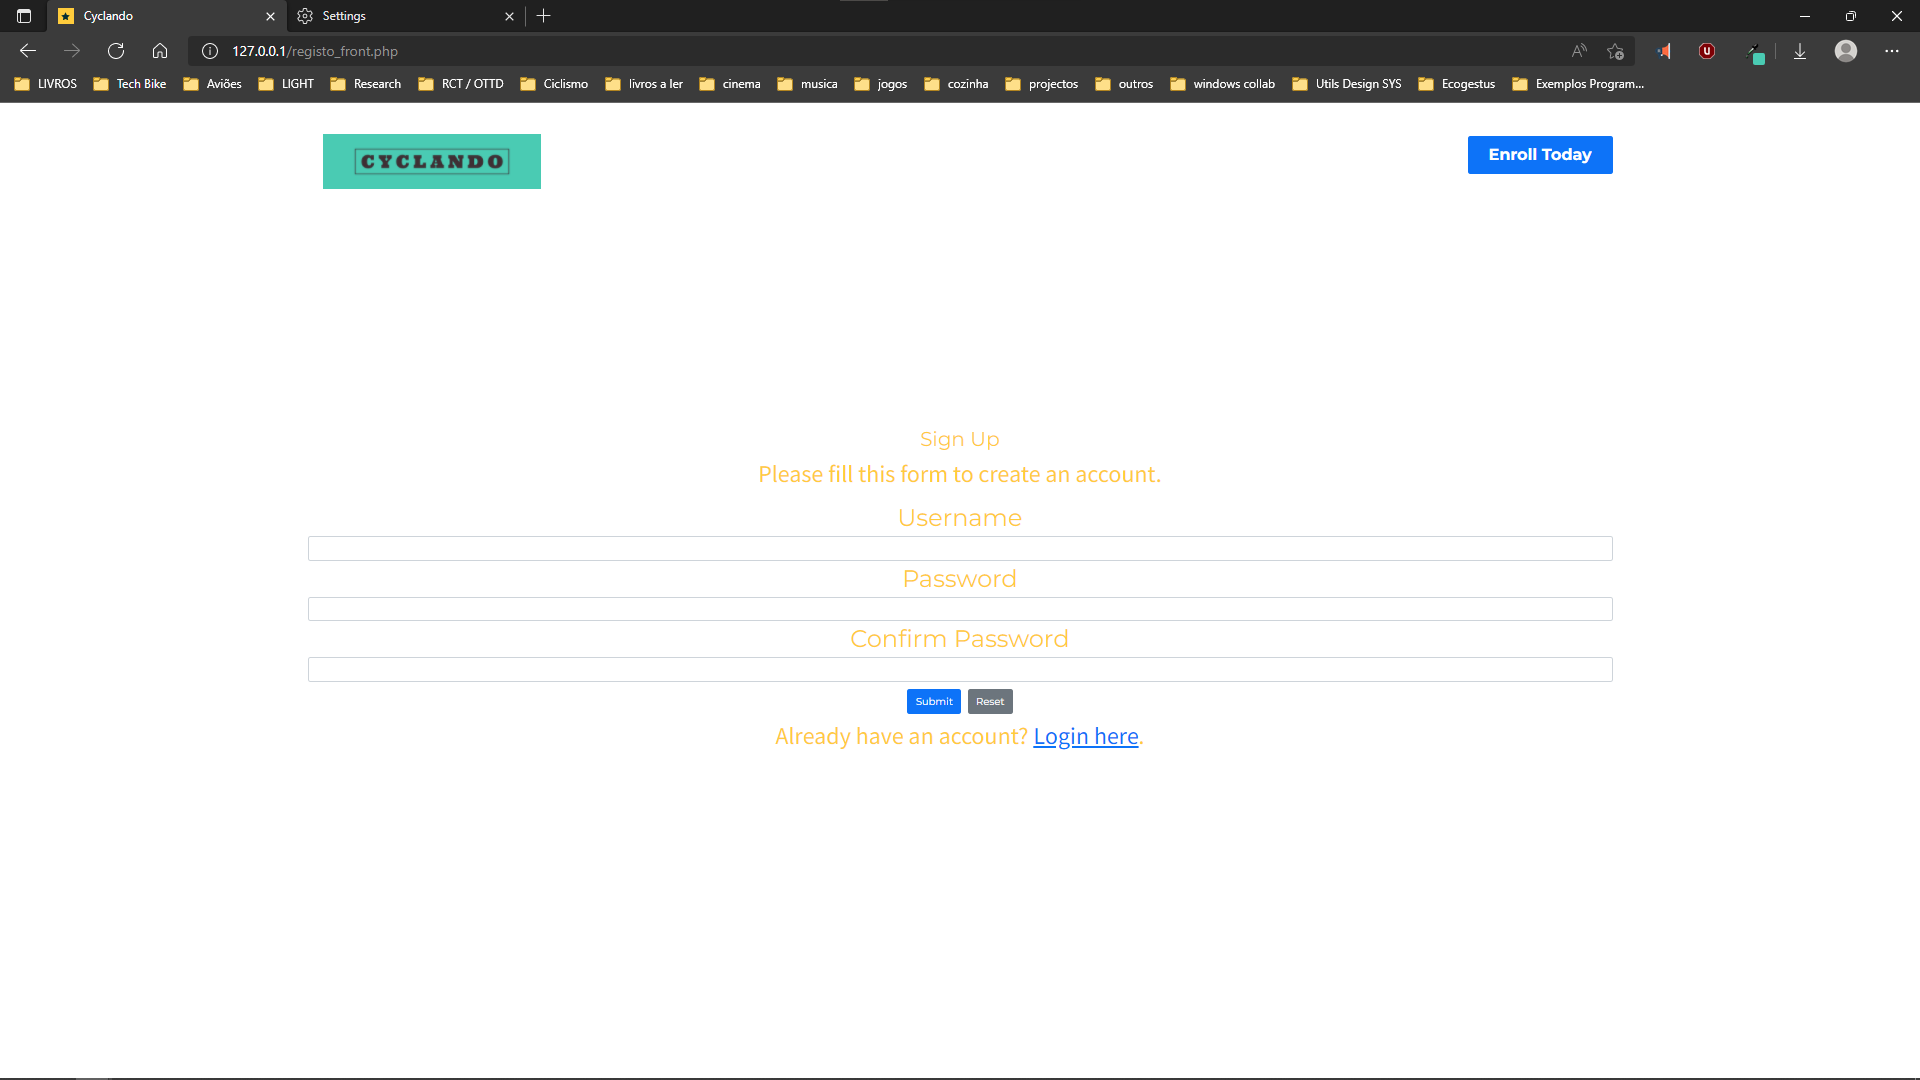 Cyclando
Settings
127.0.0.1/registo_front.php
LIVROS
Tech Bike
Aviões
LIGHT
Research
RCT / OTTD
Ciclismo
livros a ler
cinema
musica
jogos
cozinha
projectos
outros
windows collab
Utils Design SYS
Ecogestus
Exemplos Program...
CYCLANDO
Enroll Today
Sign Up
Please fill this form to create an account.
Username
Password
Confirm Password
Submit
Reset
Already have an account? Login here.